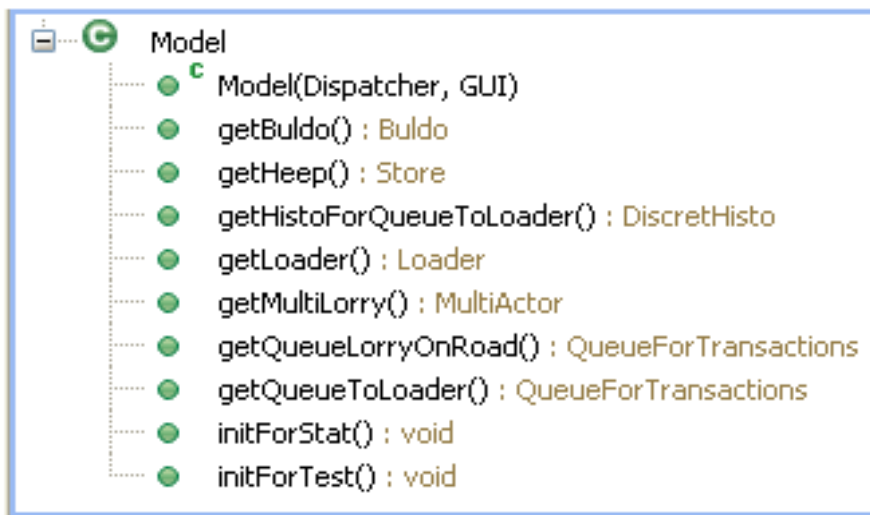 C Model
C Model(Dispatcher, GUI)
getBuldo() : Buldo
getHeep() : Store
getHistoForQueueToLoader() : DiscretHisto
getLoader() : Loader
getMultiLorry() : MultiActor
getQueueLorryOnRoad() : QueueForTransactions
getQueueToLoader() : QueueForTransactions
initForStat() : void
initForTest() : void